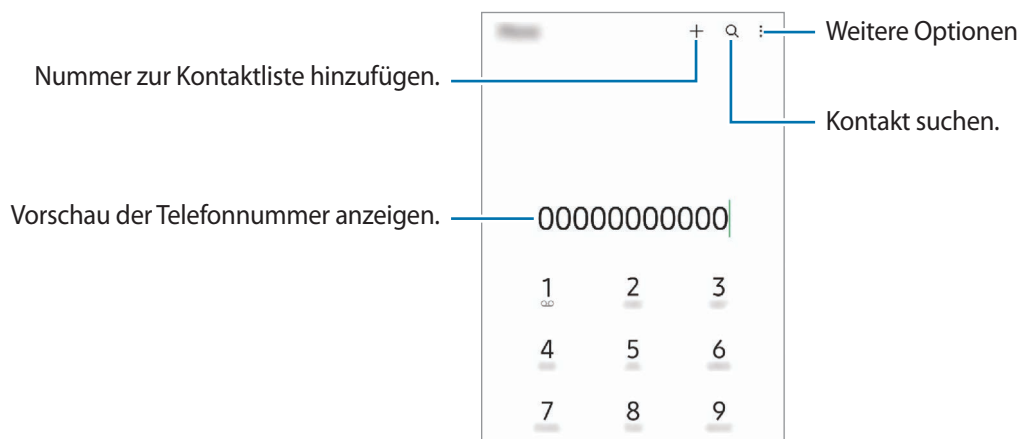 Weitere Optionen
Nummer zur Kontaktliste hinzufügen.
Kontakt suchen.
Vorschau der Telefonnummer anzeigen.
00000000000
1 2 3
4 5 6
7 8 9